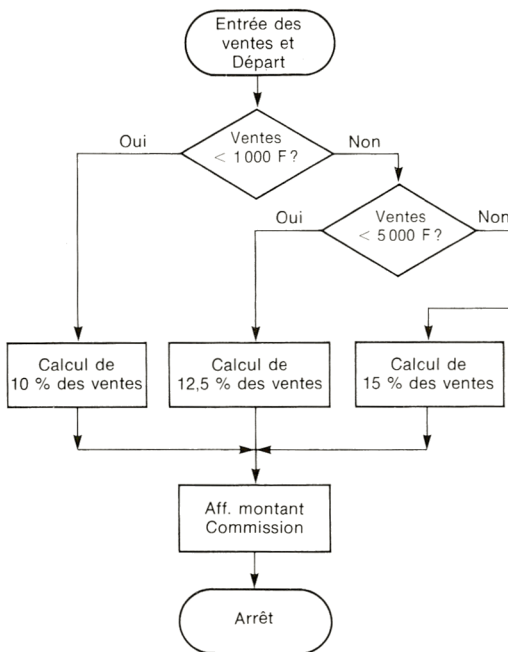 Entrée des
ventes et
Départ
Oui
Ventes
< 1 000 F ?
Non
Oui
Ventes
< 5 000 F ?
Non
Calcul de
10 % des ventes
Calcul de
12,5 % des ventes
Calcul de
15 % des ventes
Aff. montant
Commission
Arrêt